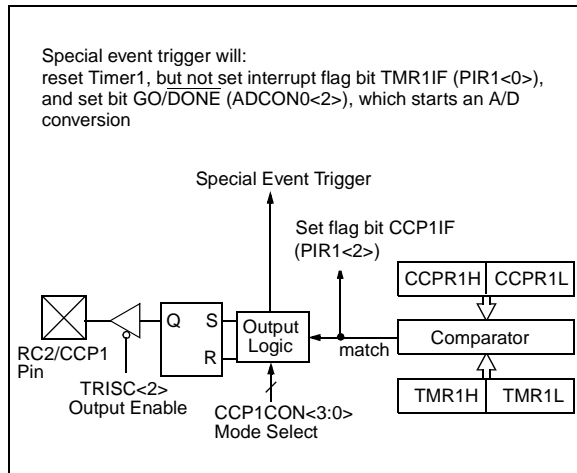 Special event trigger will:
reset Timer1, but not set interrupt flag bit TMR1IF (PIR1<0>),
and set bit GO/DONE (ADCON0<2>), which starts an A/D
conversion
Special Event Trigger
Set flag bit CCP1IF
(PIR1<2>)
CCPR1H CCPR1L
Q S Output
Logic
R
match
Comparator
RC2/CCP1
Pin
TRISC<2>
Output Enable
CCP1CON<3:0>
Mode Select
TMR1H TMR1L